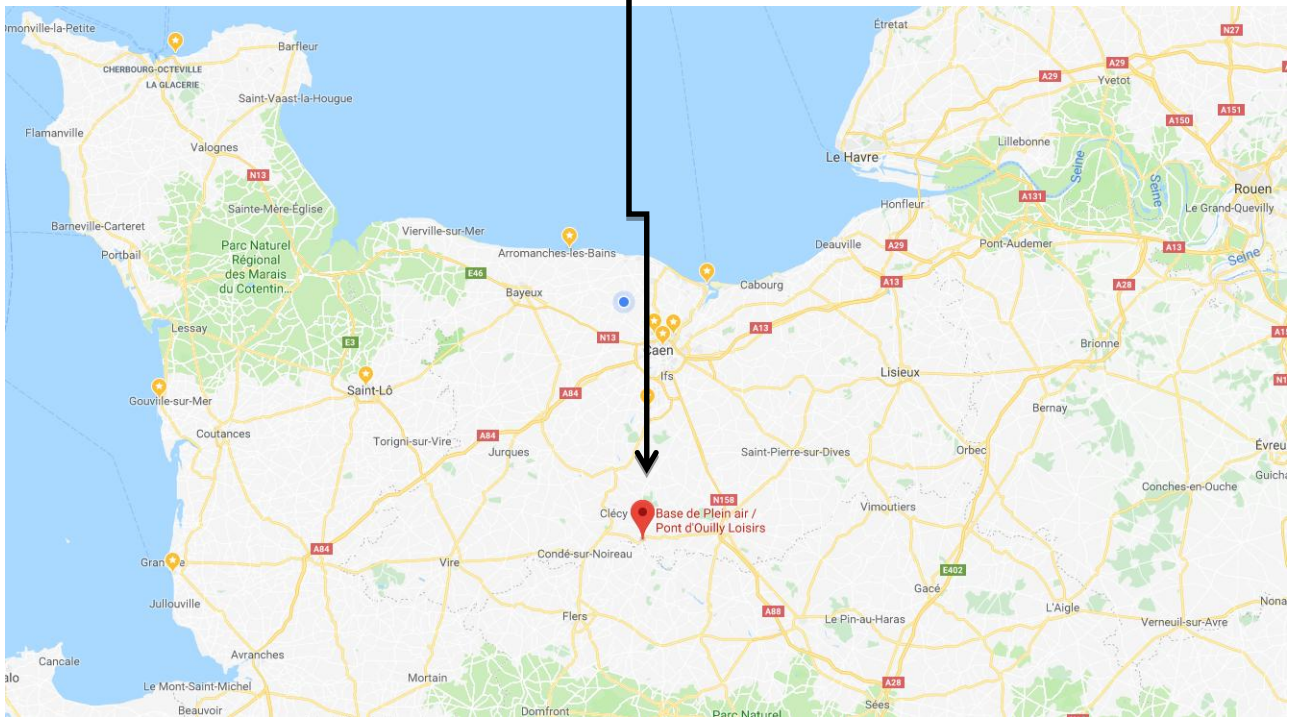 Omonville-la-Petite
Barfleur
Étretat
N27
CHERBOURG-OCTEVILLE
LA GLACERIE
A29
A29
Yvetot
Saint-Vaast-la-Hougue
A151
A150
Flamanville
Valognes
Lillebonne
Le Havre
N13
Seine
Seine
Rouen
A131
Sainte-Mère-Église
Honfleur
Le Grand-Quevilly
Barneville-Carteret
Vierville-sur-Mer
Portbail
Parc Naturel
Régional
des Marais
du Cotentin...
Arromanches-les-Bains
Deauville
A29
Pont-Audemer
A13
Seine
E46
Bayeux
Cabourg
A13
A28
Lessay
A13
E3
N13
Caen
Brionne
Ifs
Lisieux
Saint-Lô
A84
Gouville-sur-Mer
Bernay
Coutances
Torigni-sur-Vire
A84
Jurques
Saint-Pierre-sur-Dives
Orbec
Évreu
Guich
Conches-en-Ouche
N158
Clécy
Base de Plein air /
Pont d'Ouilly Loisirs
Vimoutiers
A84
Vire
Condé-sur-Noireau
E402
Gacé
Jullouville
Flers
A88
Le Pin-au-Haras
L'Aigle
Nona
Verneuil-sur-Avre
Cancale
Avranches
Mortain
Le Mont-Saint-Michel
A28
Beauvoir
Domfront
Parc Naturel
Sées